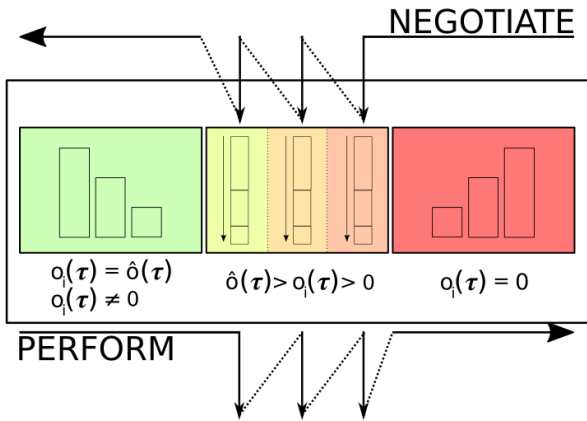 NEGOTIATE
oᵢ(τ) = ô(τ)
oᵢ(τ) ≠ 0
ô(τ) > oᵢ(τ) > 0
oᵢ(τ) = 0
PERFORM